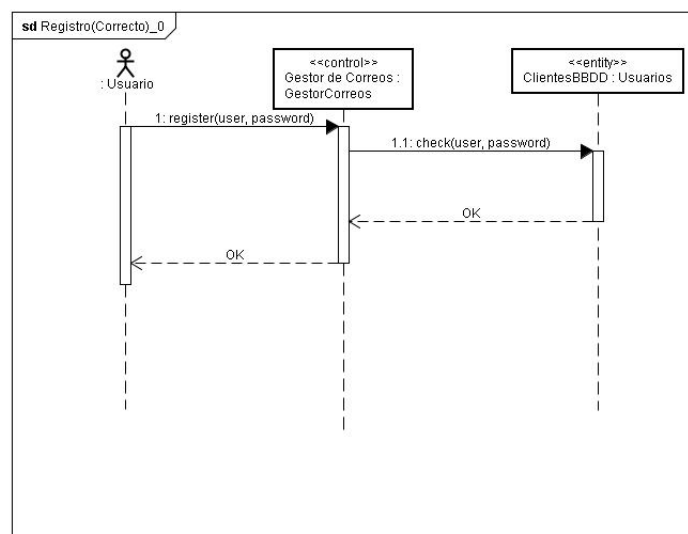 sd Registro(Correcto)_0
: Usuario
<<control>>
Gestor de Correos :
GestorCorreos
<<entity>>
ClientesBBDD : Usuarios
1: register(user, password)
1.1: check(user, password)
OK
OK